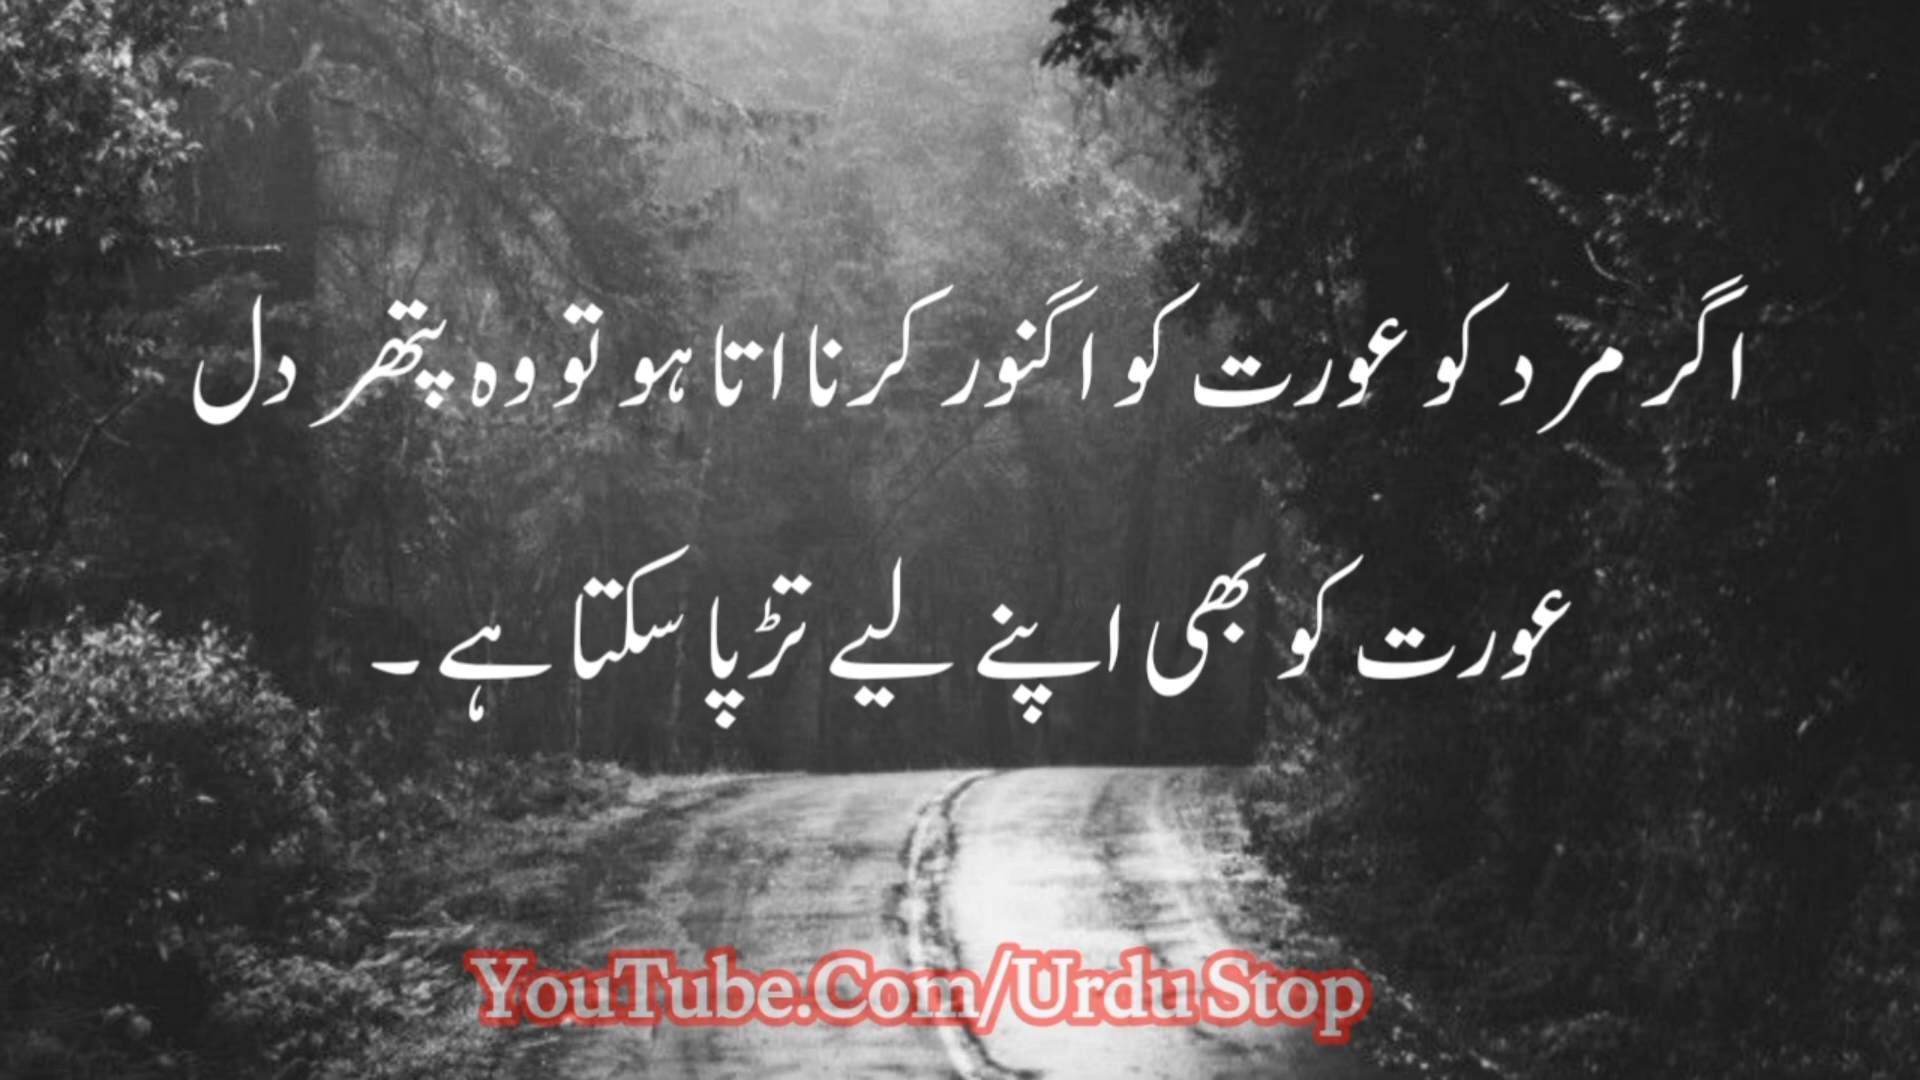 اگر مرد کو عورت کو اگنور کرنا اتا ہو تو وہ پتھر دل
عورت کو بھی اپنے لیے تڑپا سکتا ہے ۔
YouTube.Com/Urdu Stop